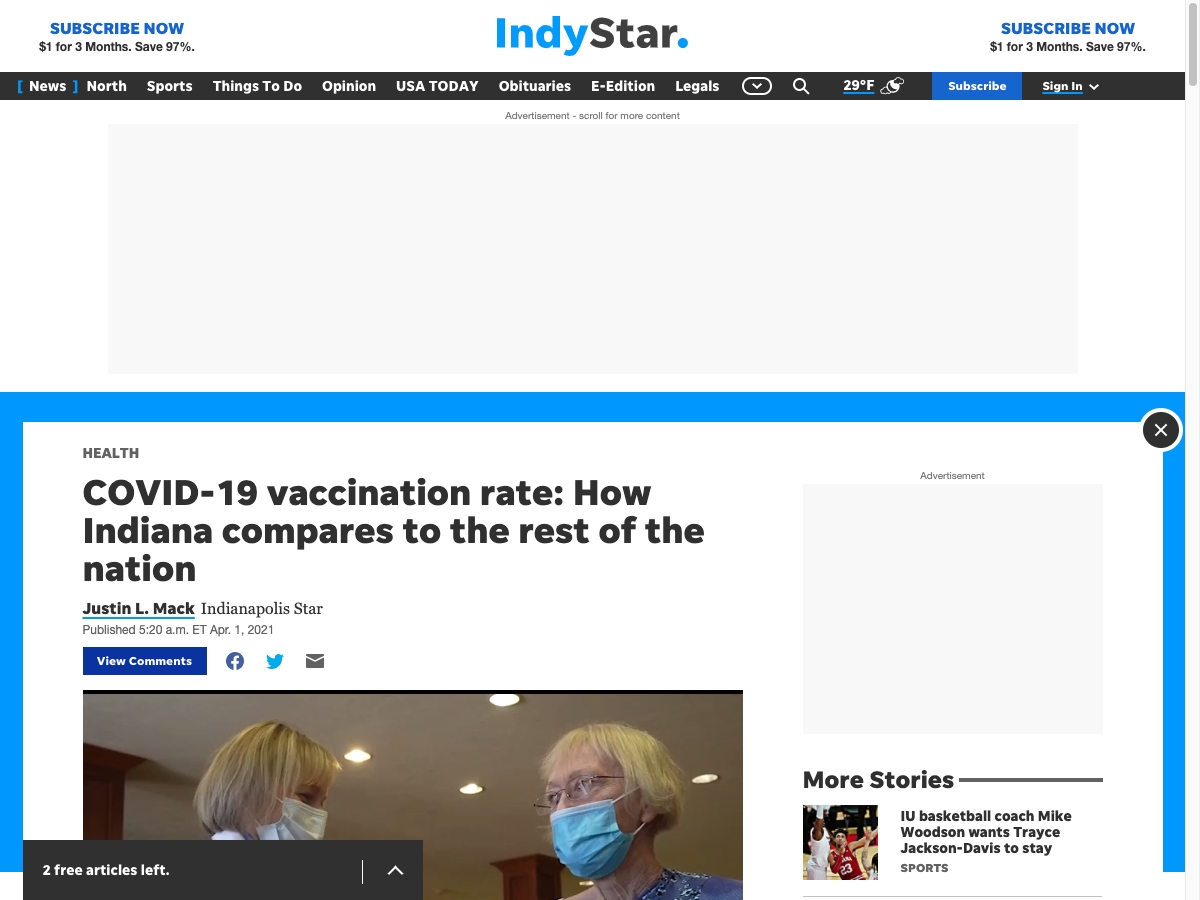 SUBSCRIBE NOW
$1 for 3 Months. Save 97%.
IndyStar.
SUBSCRIBE NOW
$1 for 3 Months. Save 97%.
[ News ] North Sports Things To Do Opinion USA TODAY Obituaries E-Edition Legals 29°F Subscribe Sign In
Advertisement - scroll for more content
HEALTH
COVID-19 vaccination rate: How
Indiana compares to the rest of the
nation
Justin L. Mack Indianapolis Star
Published 5:20 a.m. ET Apr. 1, 2021
View Comments
2 free articles left.
Advertisement
More Stories
IU basketball coach Mike
Woodson wants Trayce
Jackson-Davis to stay
SPORTS
23